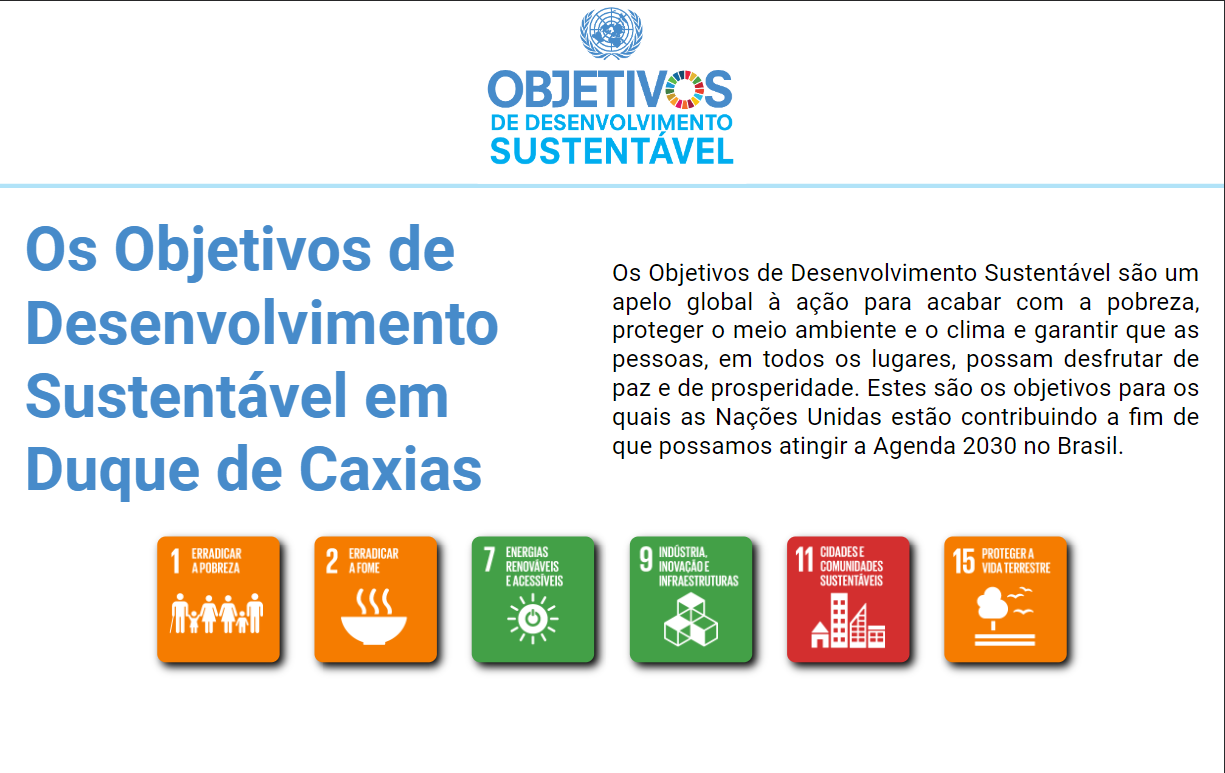 OBJETIVOS
DE DESENVOLVIMENTO
SUSTENTÁVEL
Os Objetivos de
Desenvolvimento
Sustentável em
Duque de Caxias
Os Objetivos de Desenvolvimento Sustentável são um
apelo global à ação para acabar com a pobreza,
proteger o meio ambiente e o clima e garantir que as
pessoas, em todos os lugares, possam desfrutar de
paz e de prosperidade. Estes são os objetivos para os
quais as Nações Unidas estão contribuindo a fim de
que possamos atingir a Agenda 2030 no Brasil.
1 ERRADICAR
A POBREZA
2 ERRADICAR
A FOME
7 ENERGIAS
RENOVÁVEIS
E ACESSÍVEIS
9 INDÚSTRIA,
INOVAÇÃO E
INFRAESTRUTURAS
11 CIDADES E
COMUNIDADES
SUSTENTÁVEIS
15 PROTEGER A
VIDA TERRESTRE